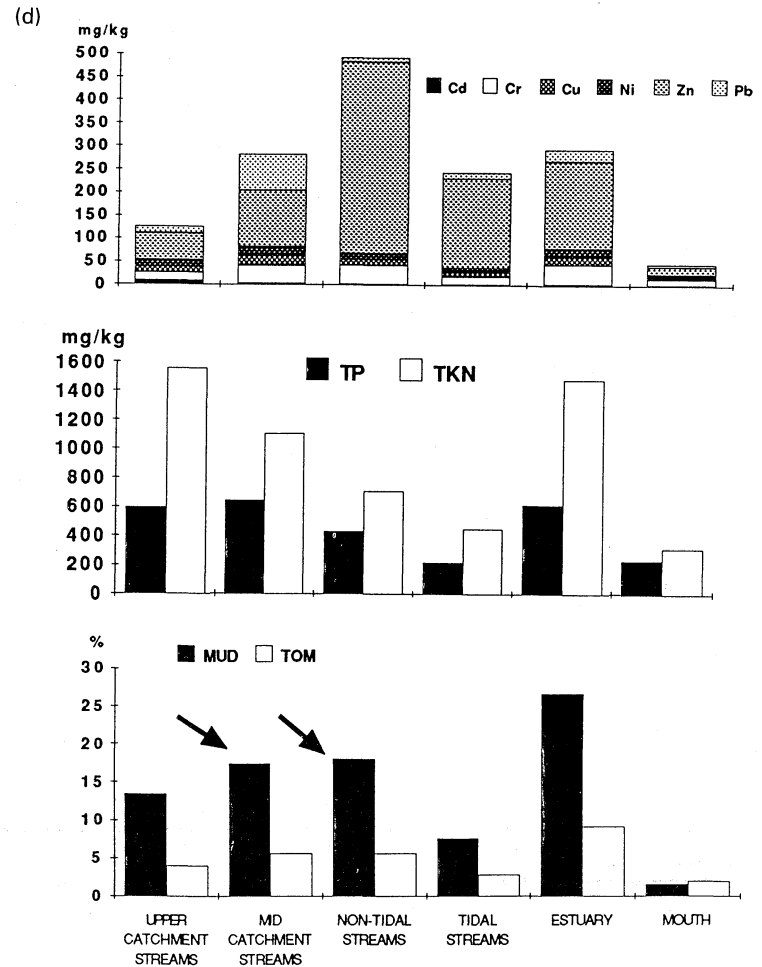 (d)
mg/kg
500
450
400
350
300
250
200
150
100
50
0
Cd Cr Cu Ni Zn Pb
mg/kg
1600
1400
1200
1000
800
600
400
200
0
TP TKN
%
30
25
20
15
10
5
0
MUD TOM
UPPER
CATCHMENT
STREAMS
MID
CATCHMENT
STREAMS
NON-TIDAL
STREAMS
TIDAL
STREAMS
ESTUARY
MOUTH